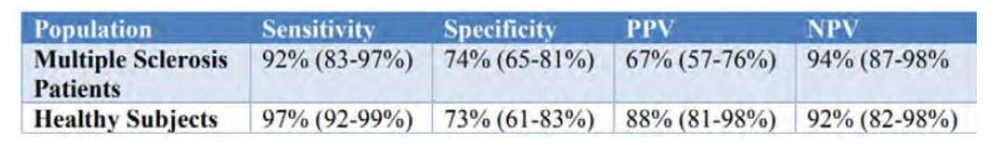 Population Sensitivity Specificity PPV NPV
Multiple Sclerosis 92% (83-97%) 74% (65-81%) 67% (57-76%) 94% (87-98%
Patients
Healthy Subjects 97% (92-99%) 73% (61-83%) 88% (81-98%) 92% (82-98%)